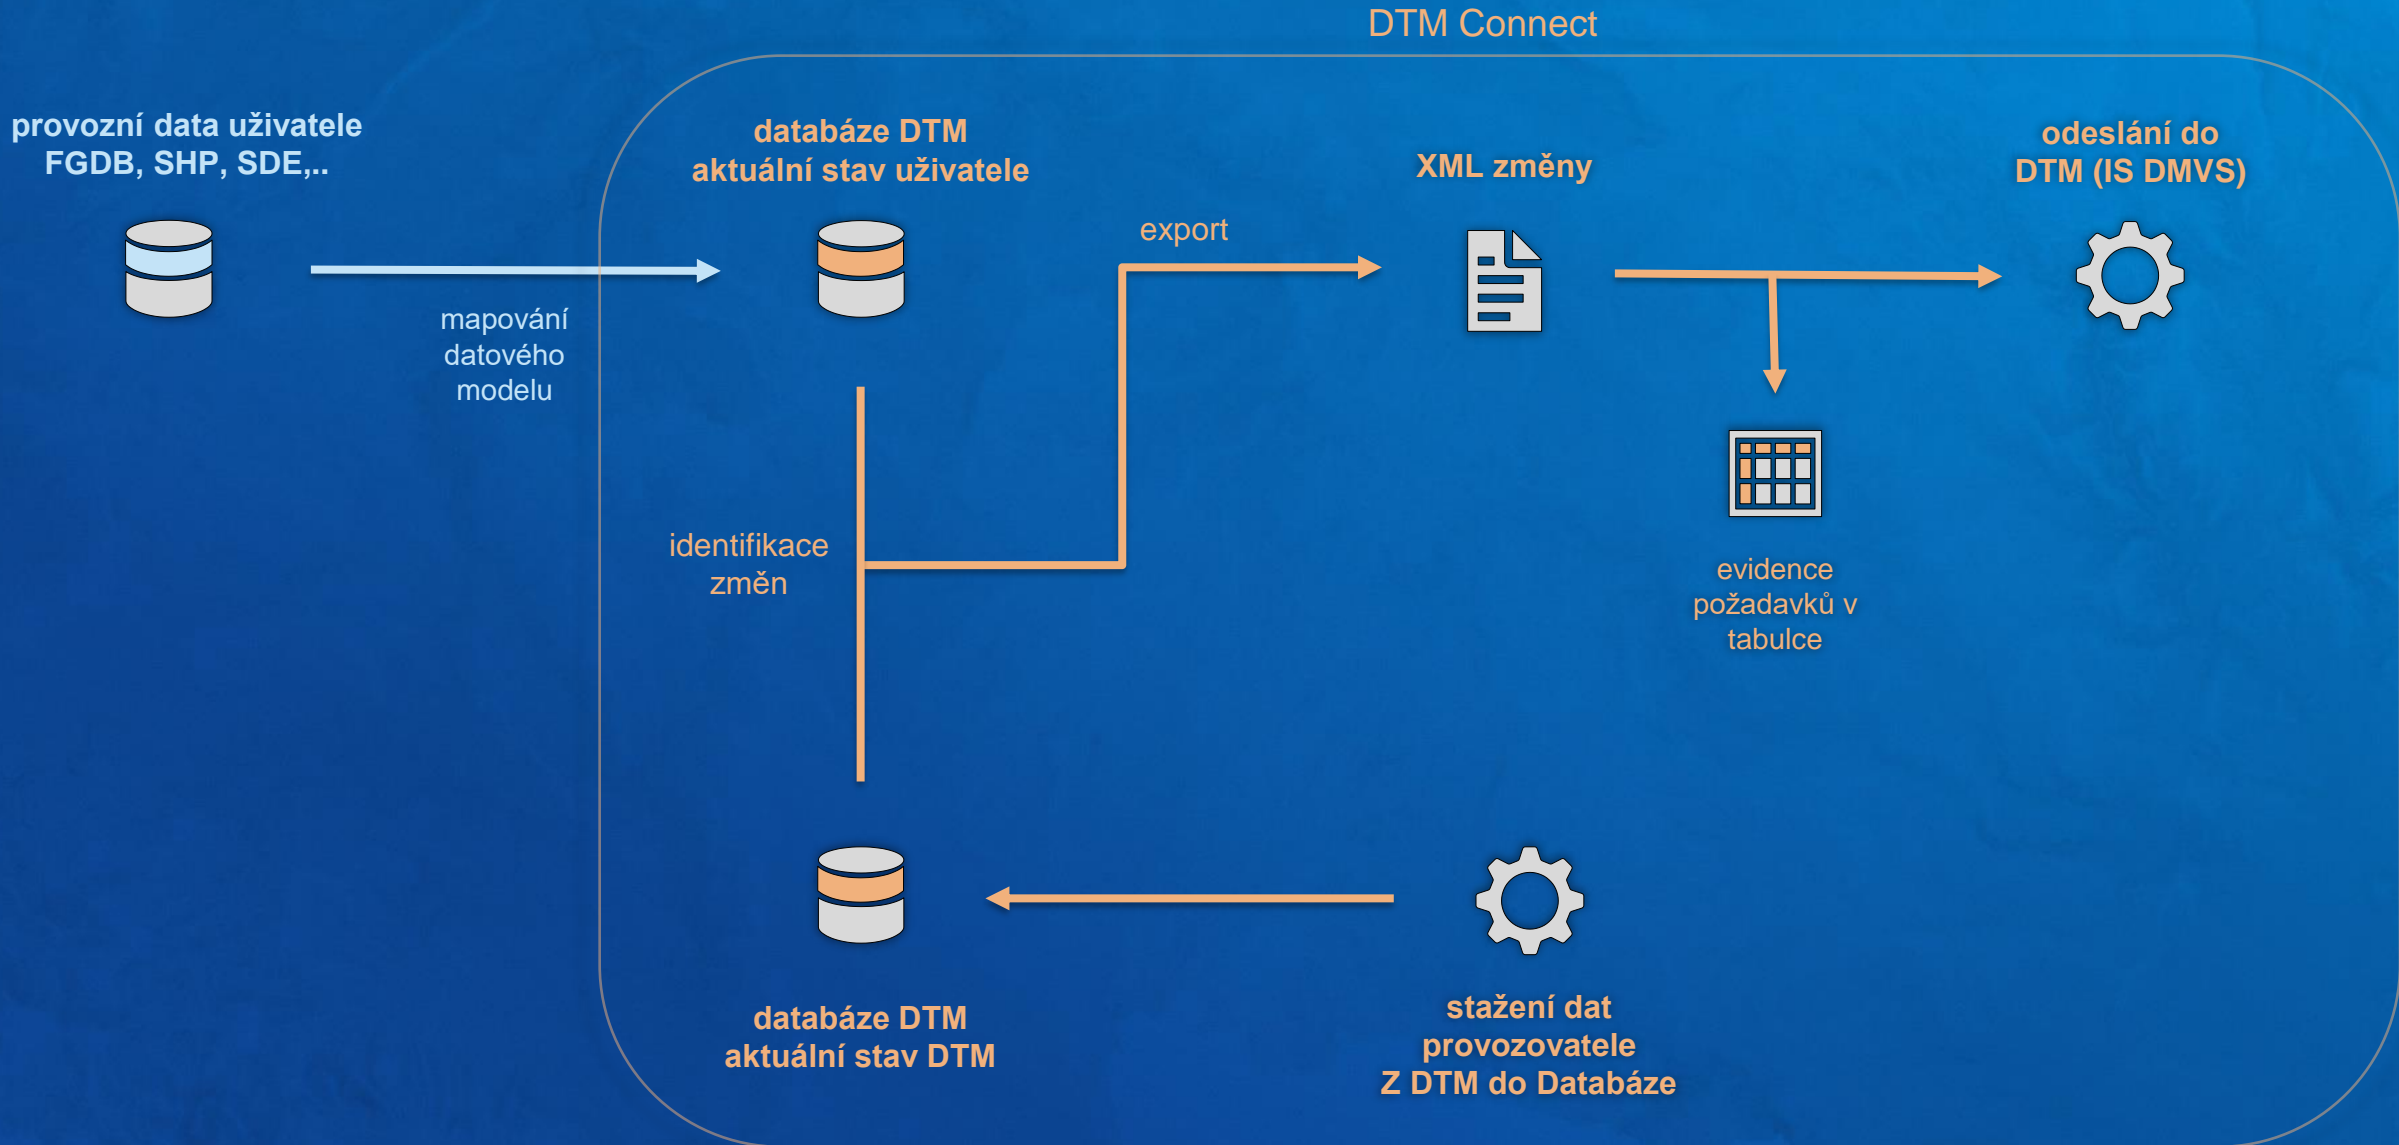 DTM Connect
provozní data uživatele
FGDB, SHP, SDE,..
mapování
datového
modelu
databáze DTM
aktuální stav uživatele
export
XML změny
odeslání do
DTM (IS DMVS)
identifikace
změn
evidence
požadavků v
tabulce
databáze DTM
aktuální stav DTM
stažení dat
provozovatele
Z DTM do Databáze